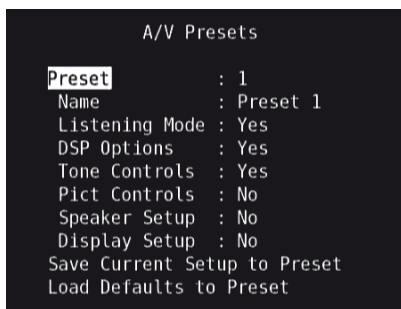 A/V Presets
Preset : 1
Name : Preset 1
Listening Mode : Yes
DSP Options : Yes
Tone Controls : Yes
Pict Controls : No
Speaker Setup : No
Display Setup : No
Save Current Setup to Preset
Load Defaults to Preset